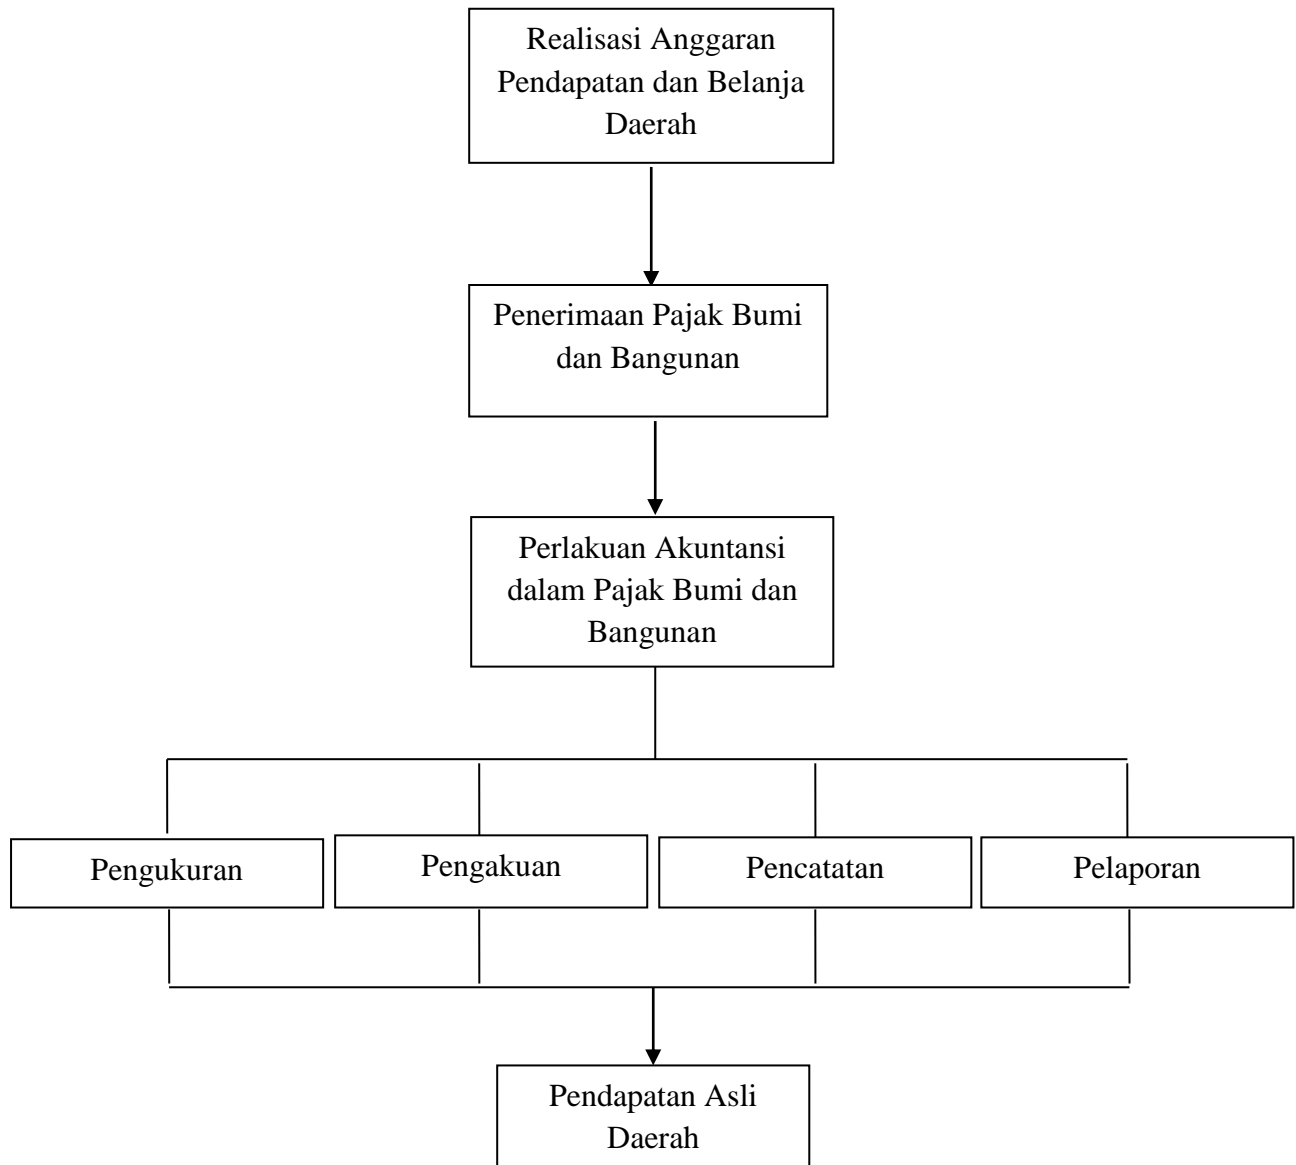 Realisasi Anggaran
Pendapatan dan Belanja
Daerah
Penerimaan Pajak Bumi
dan Bangunan
Perlakuan Akuntansi
dalam Pajak Bumi dan
Bangunan
Pengukuran
Pengakuan
Pencatatan
Pelaporan
Pendapatan Asli
Daerah